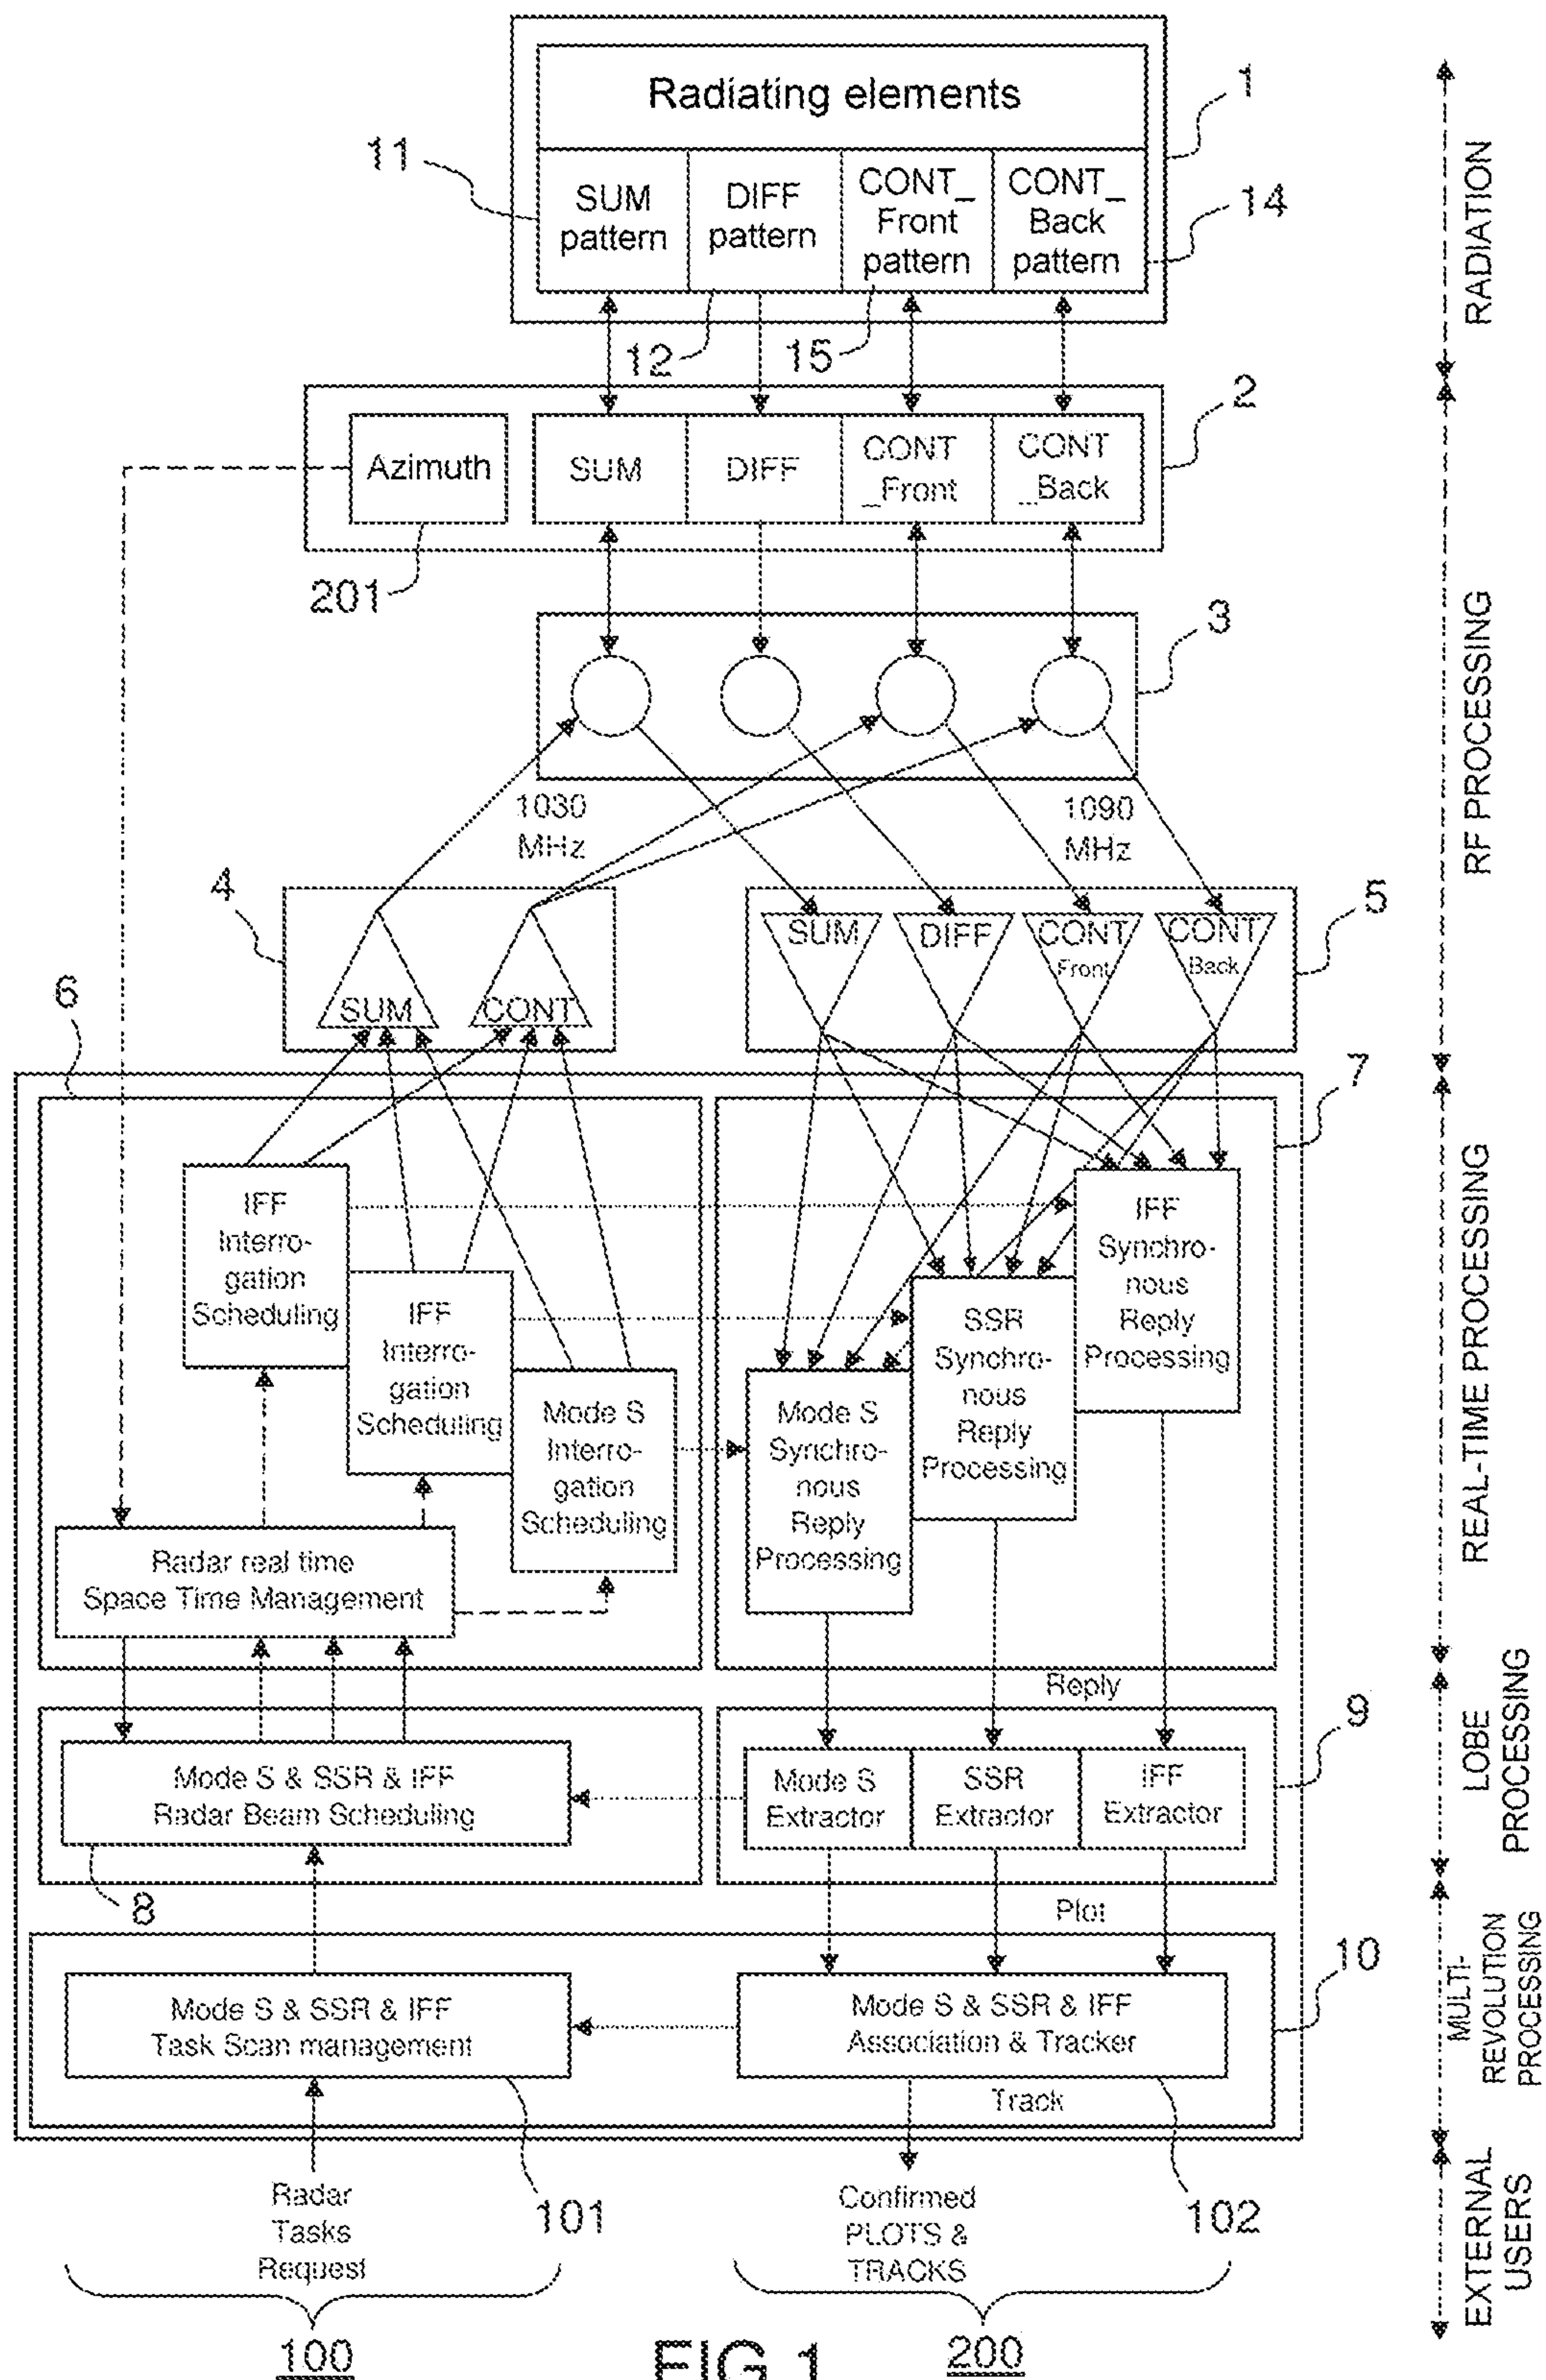 Radiating elements
1
11
SUM
pattern
DIFF
pattern
CONT_
Front
pattern
CONT_
Back
pattern
14
12
15
RADIATION
2
Azimuth
SUM
DIFF
CONT
_Front
CONT
_Back
201
3
1030
MHz
1090
MHz
RF PROCESSING
4
5
SUM
CONT
SUM
DIFF
CONT
Front
CONT
Back
6
7
IFF
Interro-
gation
Scheduling
IFF
Interro-
gation
Scheduling
Mode S
Interro-
gation
Scheduling
IFF
Synchro-
nous
Reply
Processing
SSR
Synchro-
nous
Reply
Processing
Mode S
Synchro-
nous
Reply
Processing
Radar real time
Space Time Management
REAL-TIME PROCESSING
Reply
9
Mode S & SSR & IFF
Radar Beam Scheduling
Mode S
Extractor
SSR
Extractor
IFF
Extractor
LOBE
PROCESSING
8
Plot
10
Mode S & SSR & IFF
Task Scan management
Mode S & SSR & IFF
Association & Tracker
MULTI-
REVOLUTION
PROCESSING
Track
Radar
Tasks
Request
101
Confirmed
PLOTS &
TRACKS
102
EXTERNAL
USERS
100
200
FIG.1